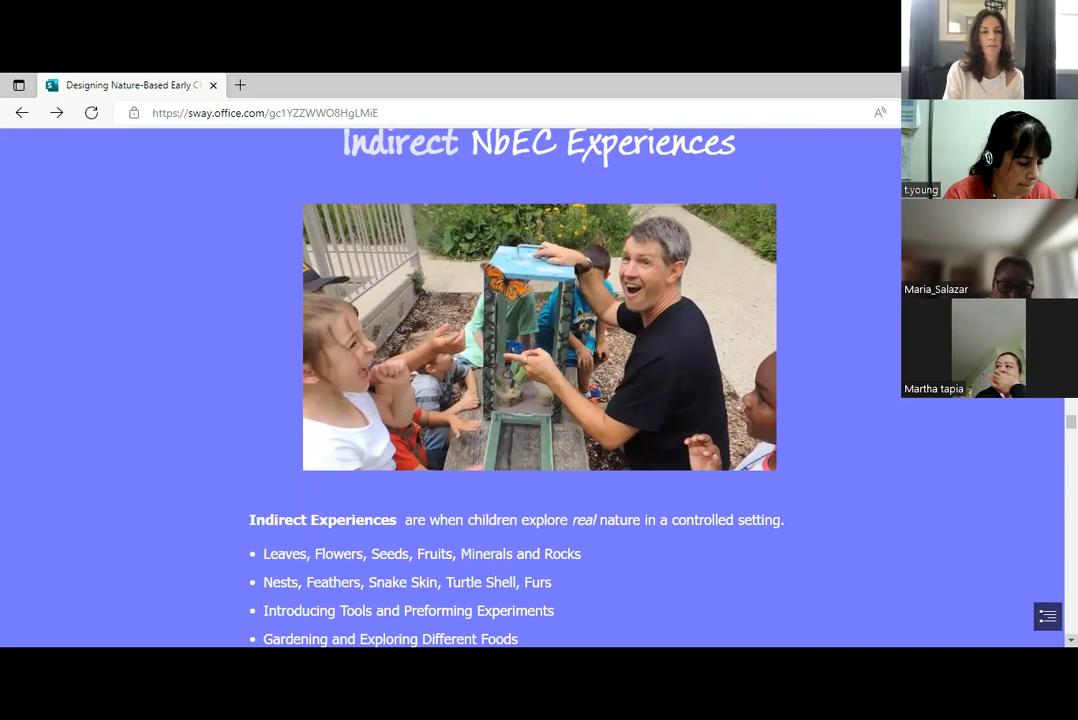 Designing Nature-Based Early C
https://sway.office.com/gc1YZZWWO8HgLMiE
Indirect NbEC Experiences
t.young
Maria_Salazar
Martha tapia
Indirect Experiences are when children explore real nature in a controlled setting.
• Leaves, Flowers, Seeds, Fruits, Minerals and Rocks
• Nests, Feathers, Snake Skin, Turtle Shell, Furs
• Introducing Tools and Preforming Experiments
• Gardening and Exploring Different Foods